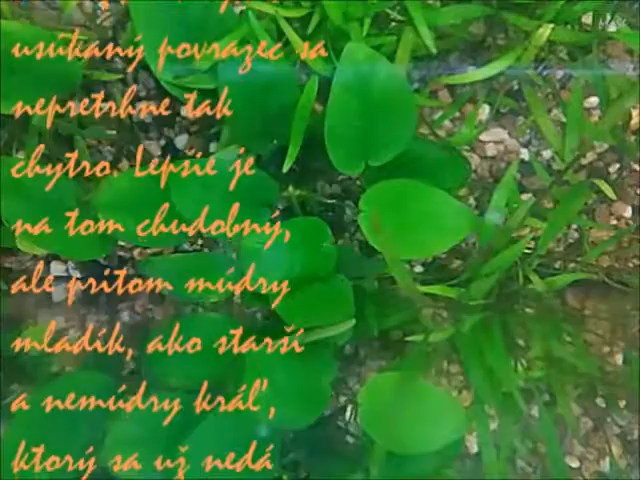 usúkaný povrazec sa
nepretrhne tak
chytro. Lepšie je
na tom chudobný,
ale pritom múdry
mladík, ako starší
a nemúdry kráľ,
ktorý sa už nedá